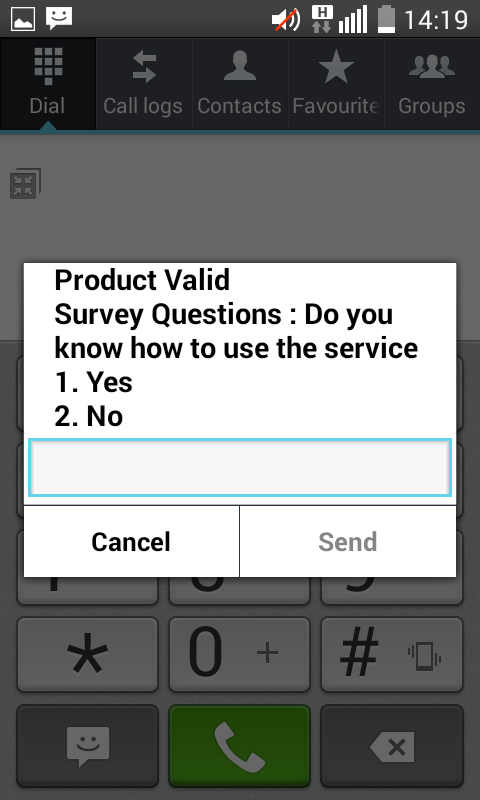 H 14:19
Dial Call logs Contacts Favourite Groups
Product Valid
Survey Questions : Do you
know how to use the service
1. Yes
2. No
Cancel Send
* 0 + #